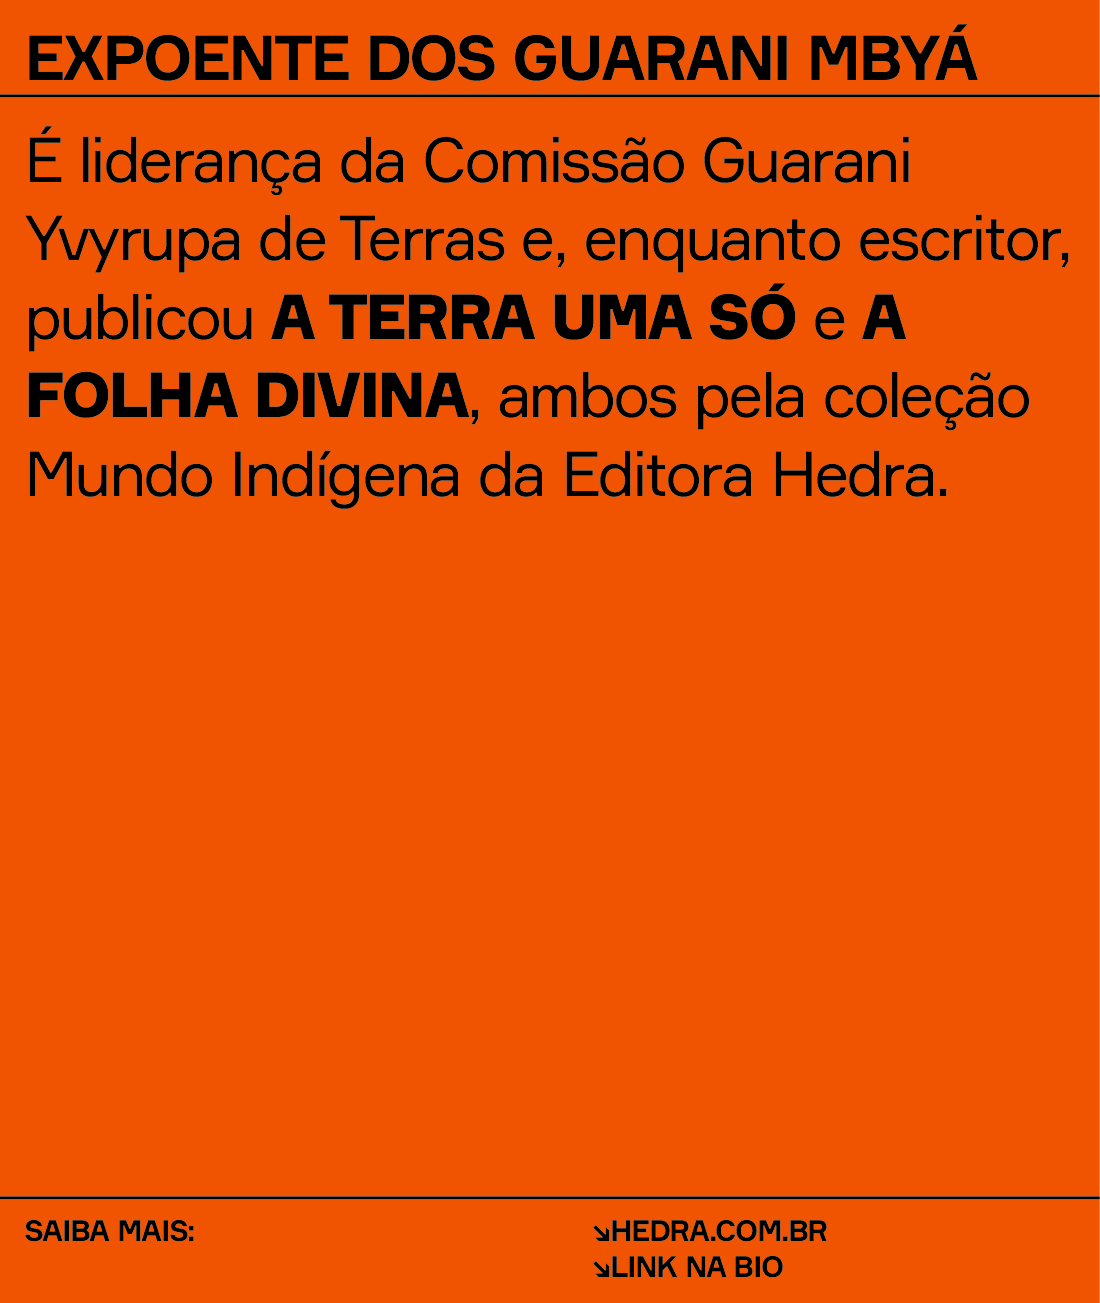 EXPOENTE DOS GUARANI MBYÁ
É liderança da Comissão Guarani
Yvyrupa de Terras e, enquanto escritor,
publicou A TERRA UMA SÓ e A
FOLHA DIVINA, ambos pela coleção
Mundo Indígena da Editora Hedra.
SAIBA MAIS:
↘HEDRA.COM.BR
↘LINK NA BIO